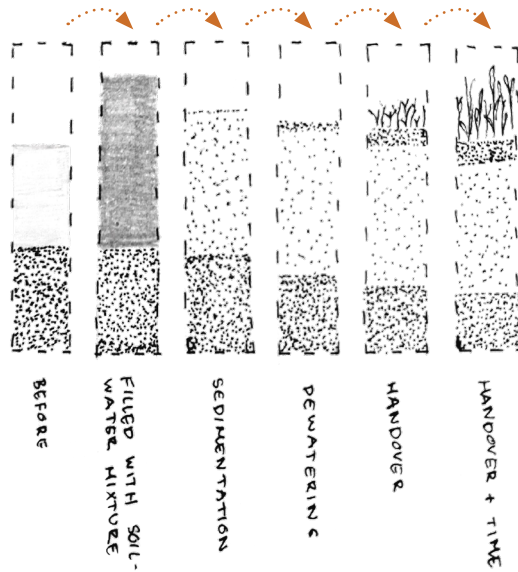 BEFORE
FILLED WITH SOIL-
WATER MIXTURE
SEDIMENTATION
DEWATERING
HANDOVER
HANDOVER + TIME